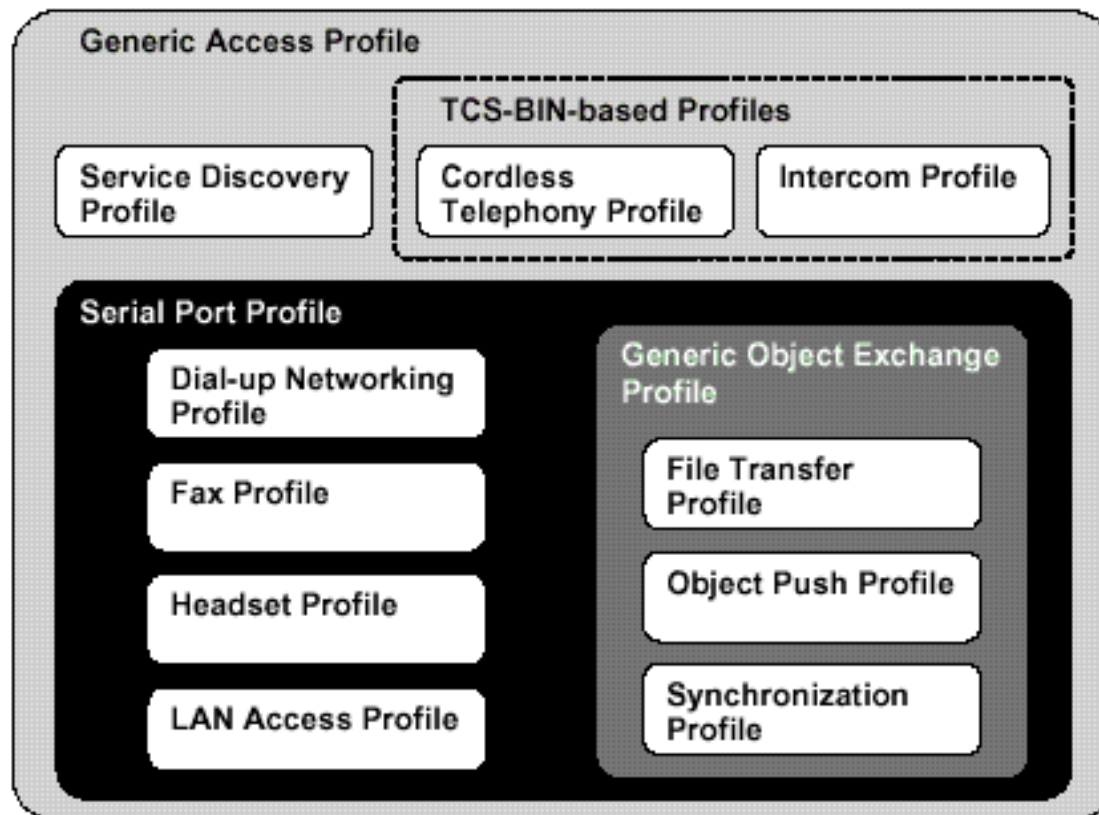 Generic Access Profile
TCS-BIN-based Profiles
Service Discovery
Profile
Cordless
Telephony Profile
Intercom Profile
Serial Port Profile
Dial-up Networking
Profile
Fax Profile
Headset Profile
LAN Access Profile
Generic Object Exchange
Profile
File Transfer
Profile
Object Push Profile
Synchronization
Profile